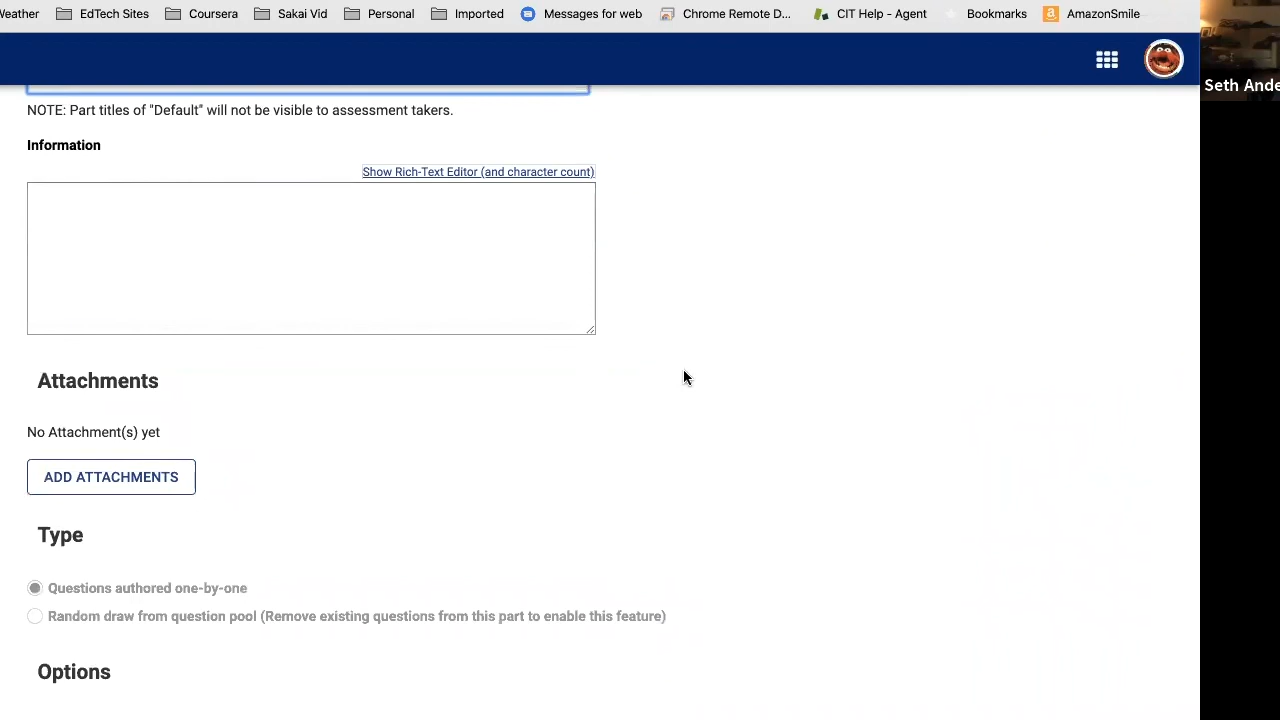 Weather EdTech Sites Coursera Sakai Vid Personal Imported Messages for web Chrome Remote D... CIT Help - Agent Bookmarks AmazonSmile
Seth Ande
NOTE: Part titles of "Default" will not be visible to assessment takers.
Information
Show Rich-Text Editor (and character count)
Attachments
No Attachment(s) yet
ADD ATTACHMENTS
Type
Questions authored one-by-one
Random draw from question pool (Remove existing questions from this part to enable this feature)
Options